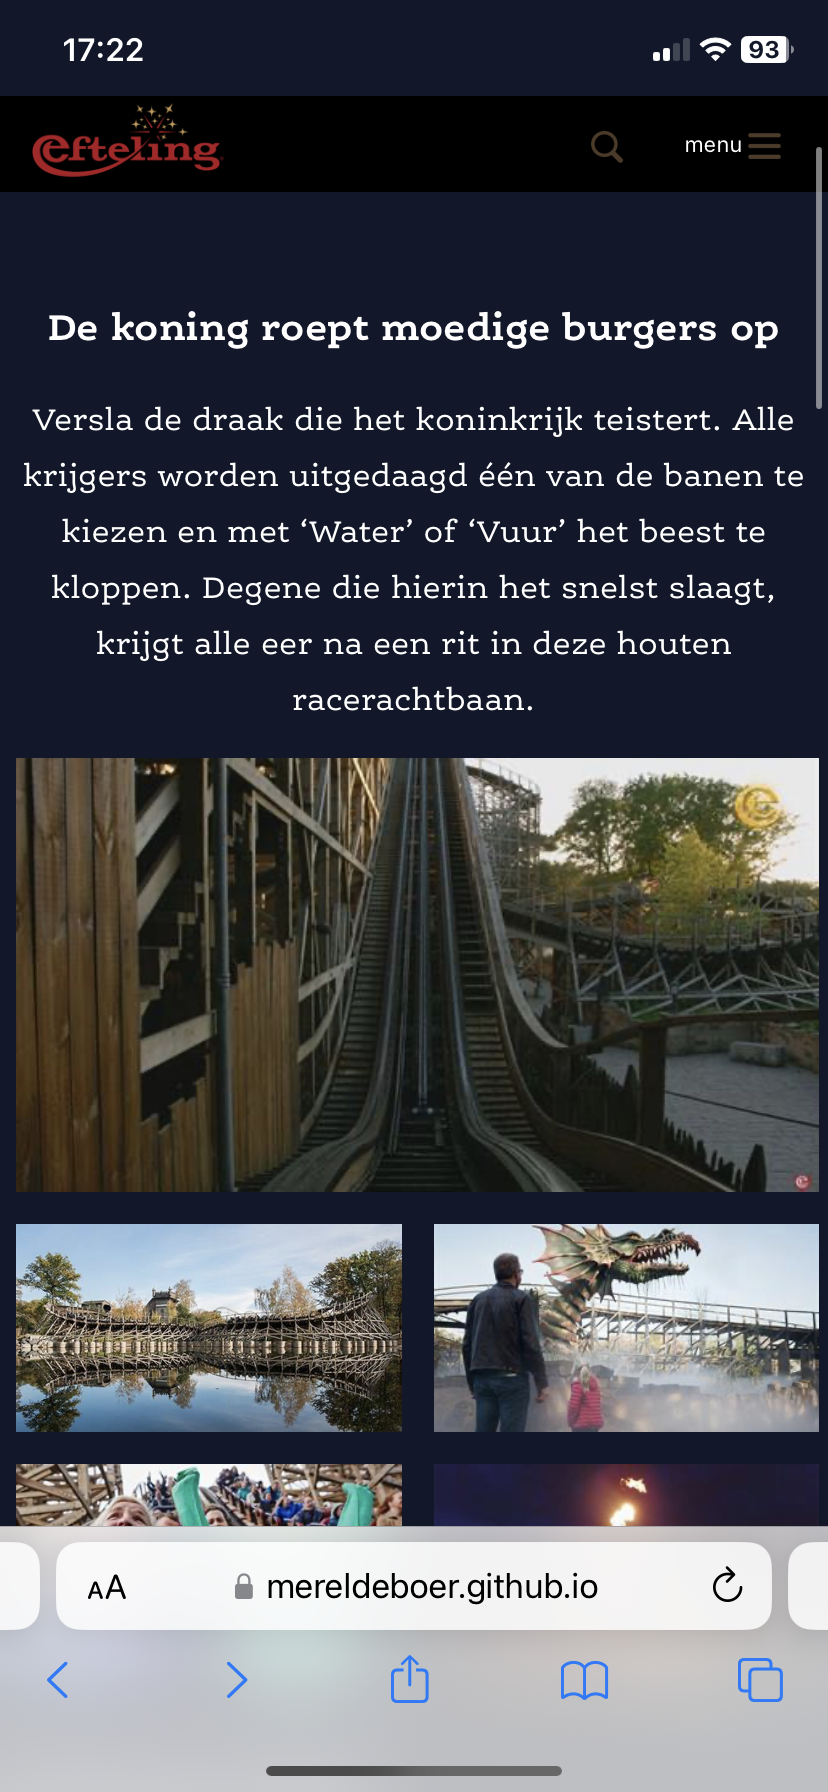 17:22
93
efteling
menu
De koning roept moedige burgers op
Versla de draak die het koninkrijk teistert. Alle
krijgers worden uitgedaagd één van de banen te
kiezen en met ‘Water’ of ‘Vuur’ het beest te
kloppen. Degene die hierin het snelst slaagt,
krijgt alle eer na een rit in deze houten
racerachtbaan.
e
e
AA mereldeboer.github.io